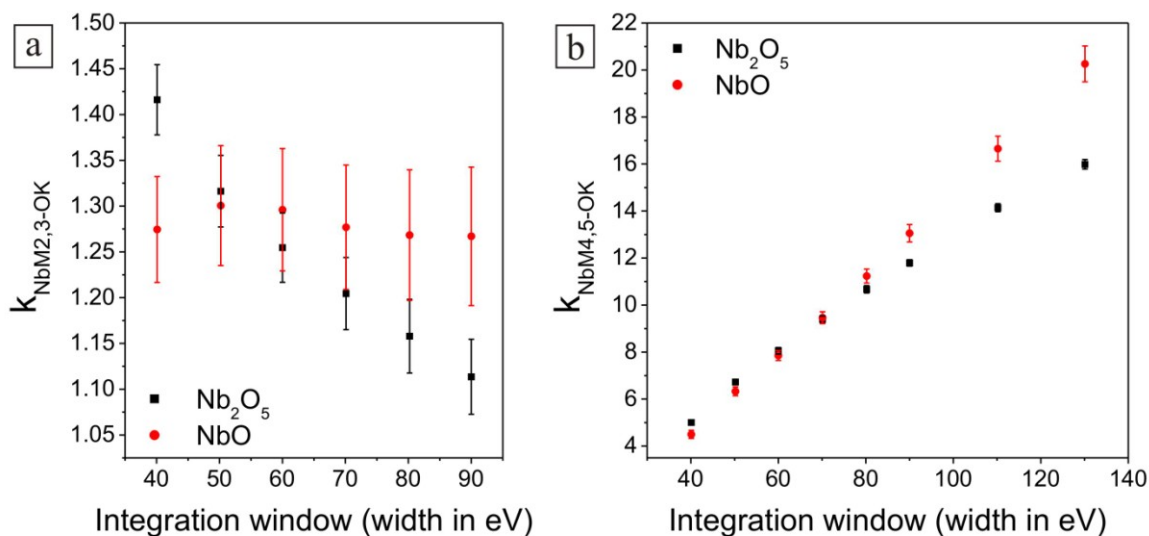 a
1.50
1.45
1.40
1.35
1.30
1.25
1.20
1.15
1.10
1.05
kNbM2,3-OK
Nb2O5
NbO
40 50 60 70 80 90
Integration window (width in eV)
b
22
20
18
16
14
12
10
8
6
4
kNbM4,5-OK
Nb2O5
NbO
40 60 80 100 120 140
Integration window (width in eV)